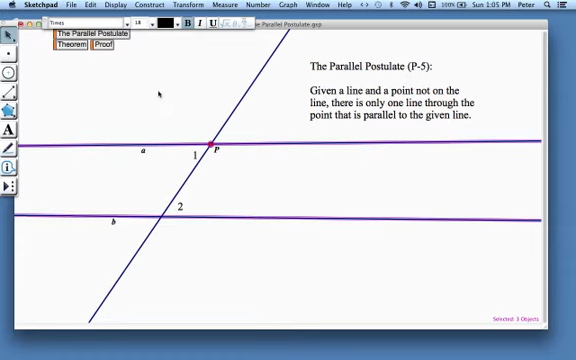 Sketchpad File Edit Display Construct Transform Measure Number Graph Window Help 100% Sun 1:05 PM Peter
Times 18 B I U
The Parallel Postulate.gsp
The Parallel Postulate
Theorem Proof
The Parallel Postulate (P-5):
Given a line and a point not on the
line, there is only one line through the
point that is parallel to the given line.
a
P
1
2
b
A
Selected: 3 Objects